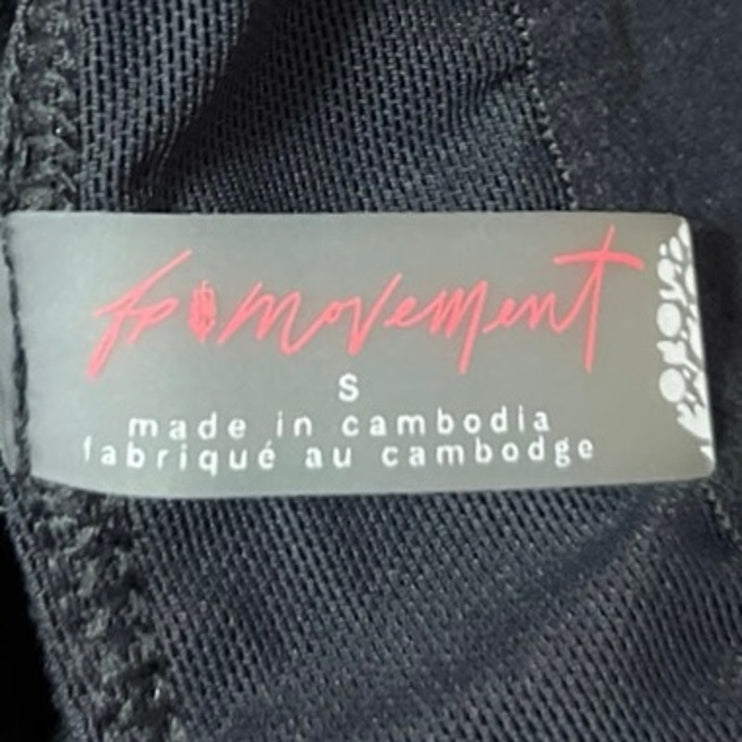 fp movement
S
made in cambodia
fabriqué au cambodge